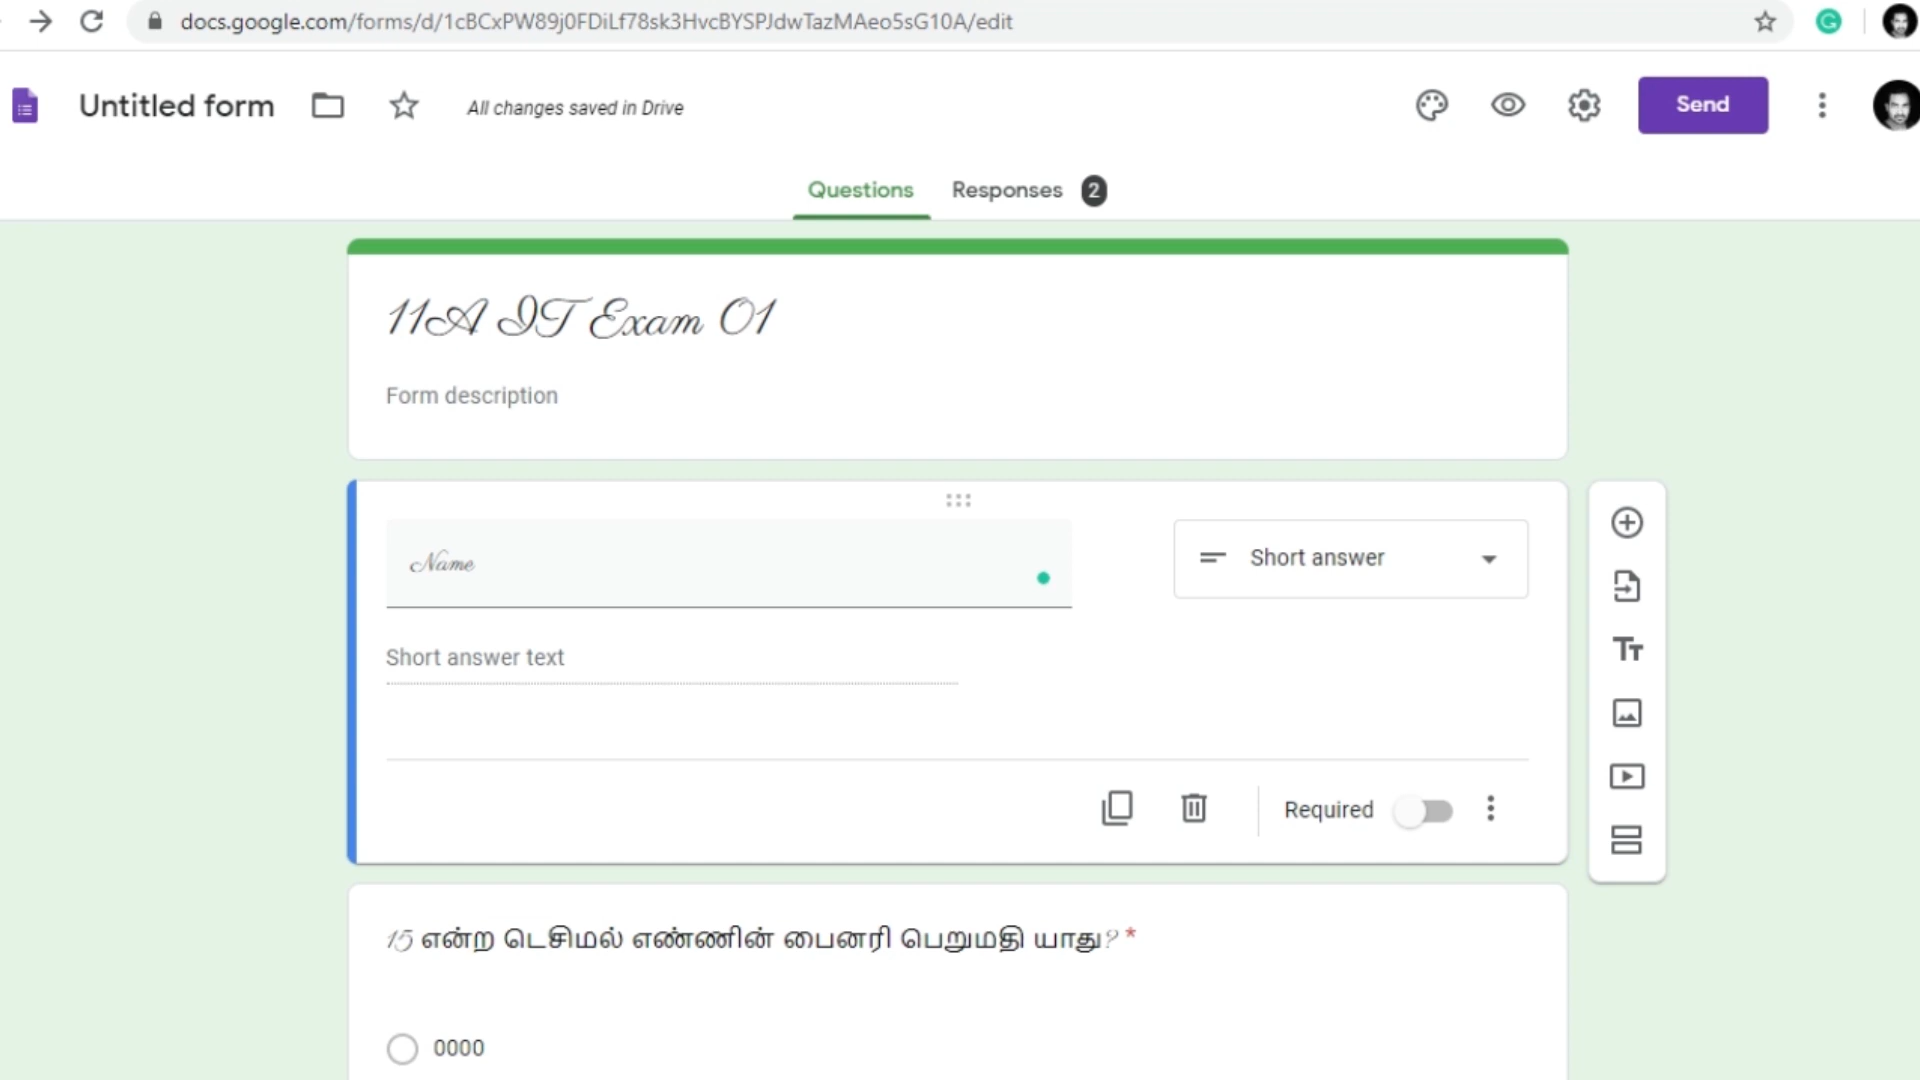 docs.google.com/forms/d/1cBCxPW89j0FDiLf78sk3HvcBYSPJdwTazMAeo5sG10A/edit
Untitled form
All changes saved in Drive
Send
Questions
Responses 2
11A IT Exam 01
Form description
Name
Short answer
Short answer text
Required
15 என்ற டெசிமல் எண்ணின் பைனரி பெறுமதி யாது? *
0000